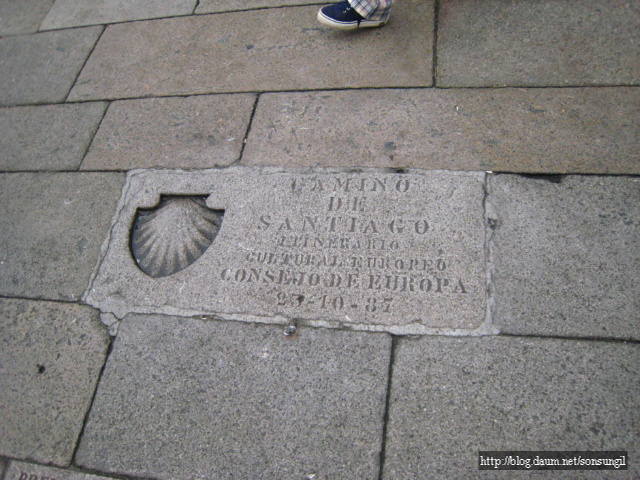 CAMINO
DE
SANTIAGO
ITINERARIO
CULTURAL EUROPEO
CONSEJO DE EUROPA
23-10-87
http://blog.daum.net/sonsungil